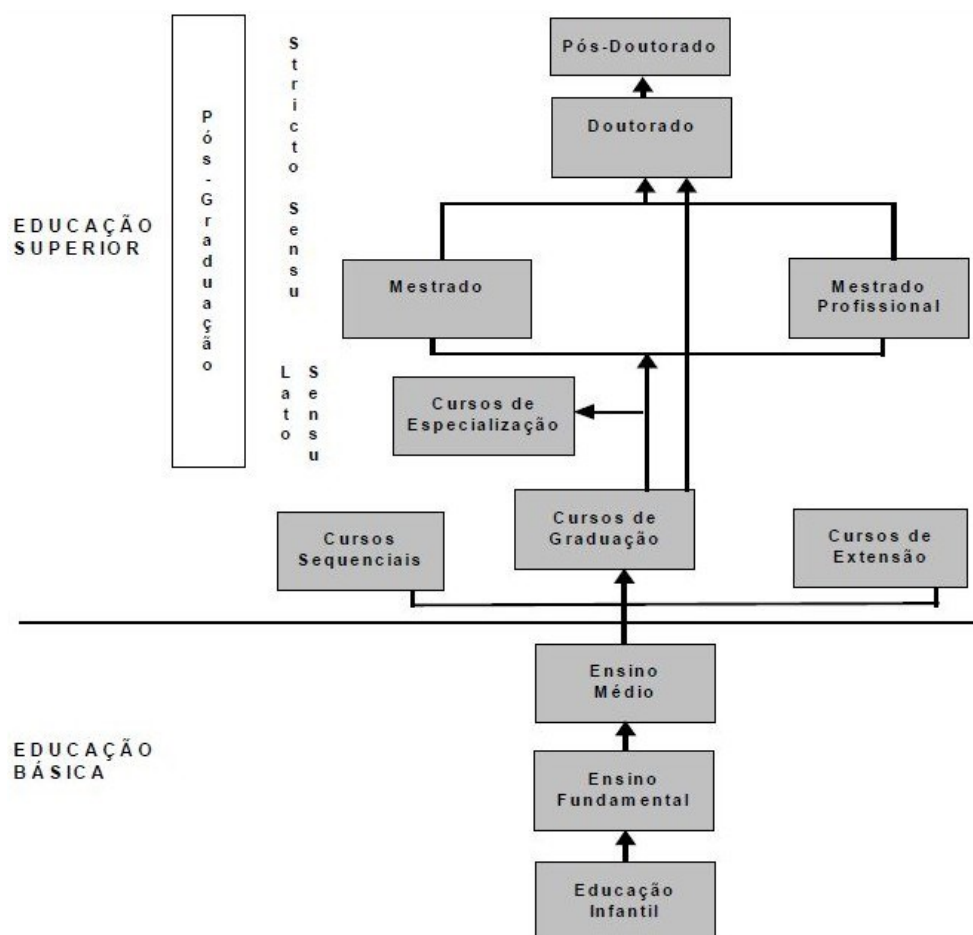 Pós-Doutorado
Doutorado
Stricto Sensu
Pós-Graduação
EDUCAÇÃO
SUPERIOR
Mestrado
Mestrado
Profissional
Lato
Sensu
Cursos de
Especialização
Cursos de
Graduação
Cursos
Sequenciais
Cursos de
Extensão
Ensino
Médio
EDUCAÇÃO
BÁSICA
Ensino
Fundamental
Educação
Infantil